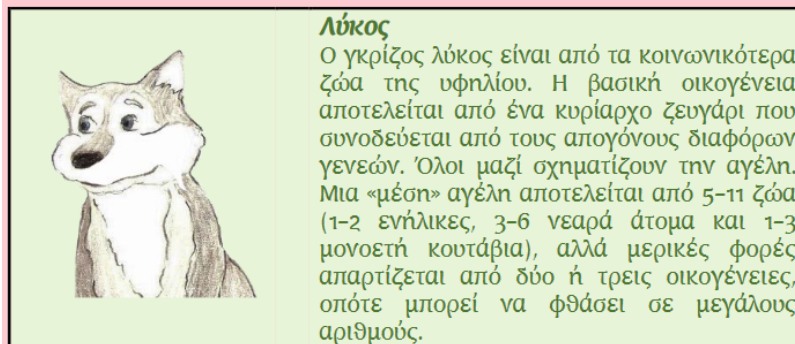 Λύκος
Ο γκρίζος λύκος είναι από τα κοινωνικότερα
ζώα της υφηλίου. Η βασική οικογένεια
αποτελείται από ένα κυρίαρχο ζευγάρι που
συνοδεύεται από τους απογόνους διαφόρων
γενεών. Όλοι μαζί σχηματίζουν την αγέλη.
Μια «μέση» αγέλη αποτελείται από 5–11 ζώα
(1–2 ενήλικες, 3–6 νεαρά άτομα και 1–3
μονοετή κουτάβια), αλλά μερικές φορές
απαρτίζεται από δύο ή τρεις οικογένειες,
οπότε μπορεί να φθάσει σε μεγάλους
αριθμούς.